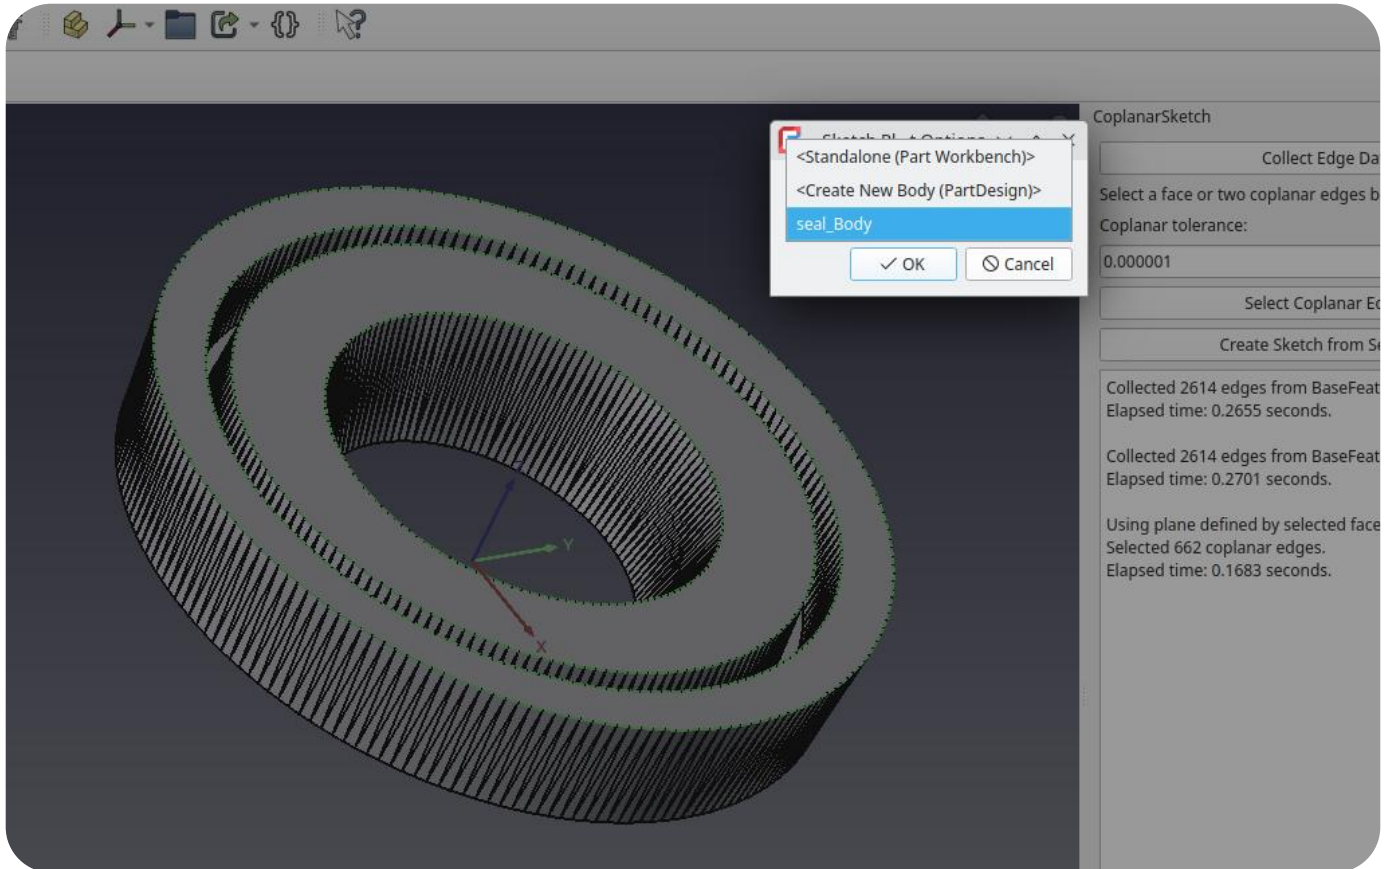 CoplanarSketch
<Standalone (Part Workbench)>
<Create New Body (PartDesign)>
seal_Body
OK
Cancel
Collect Edge Da
Select a face or two coplanar edges b
Coplanar tolerance:
0.000001
Select Coplanar
Create Sketch from
Collected 2614 edges from BaseFeat
Elapsed time: 0.2655 seconds.
Collected 2614 edges from BaseFeat
Elapsed time: 0.2701 seconds.
Using plane defined by selected face
Selected 662 coplanar edges.
Elapsed time: 0.1683 seconds.
Y
X